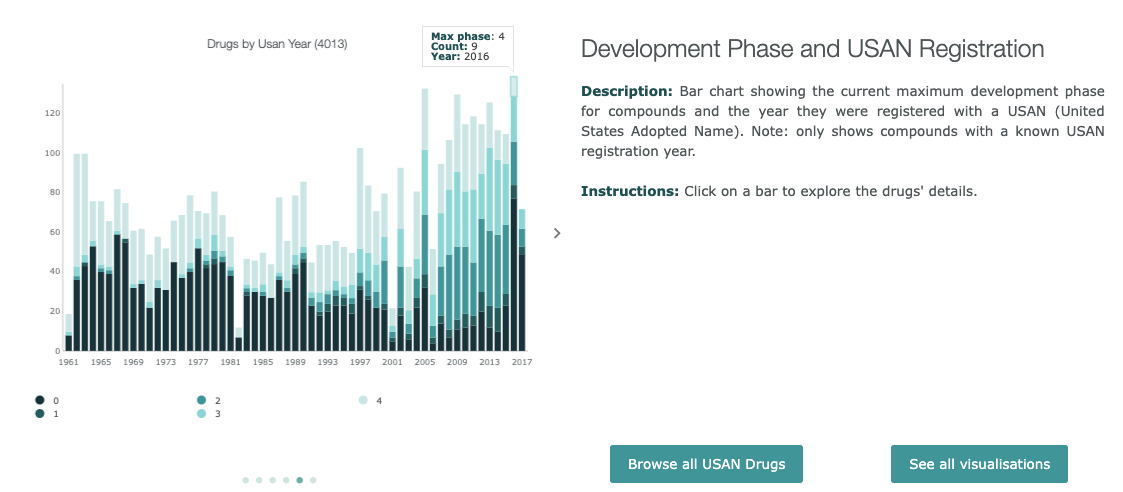 Drugs by Usan Year (4013)
Max phase: 4
Count: 9
Year: 2016
120
100
80
60
40
20
0
1961 1965 1969 1973 1977 1981 1985 1989 1993 1997 2001 2005 2009 2013 2017
0 2 4
1 3
Development Phase and USAN Registration
Description: Bar chart showing the current maximum development phase
for compounds and the year they were registered with a USAN (United
States Adopted Name). Note: only shows compounds with a known USAN
registration year.
Instructions: Click on a bar to explore the drugs' details.
Browse all USAN Drugs
See all visualisations